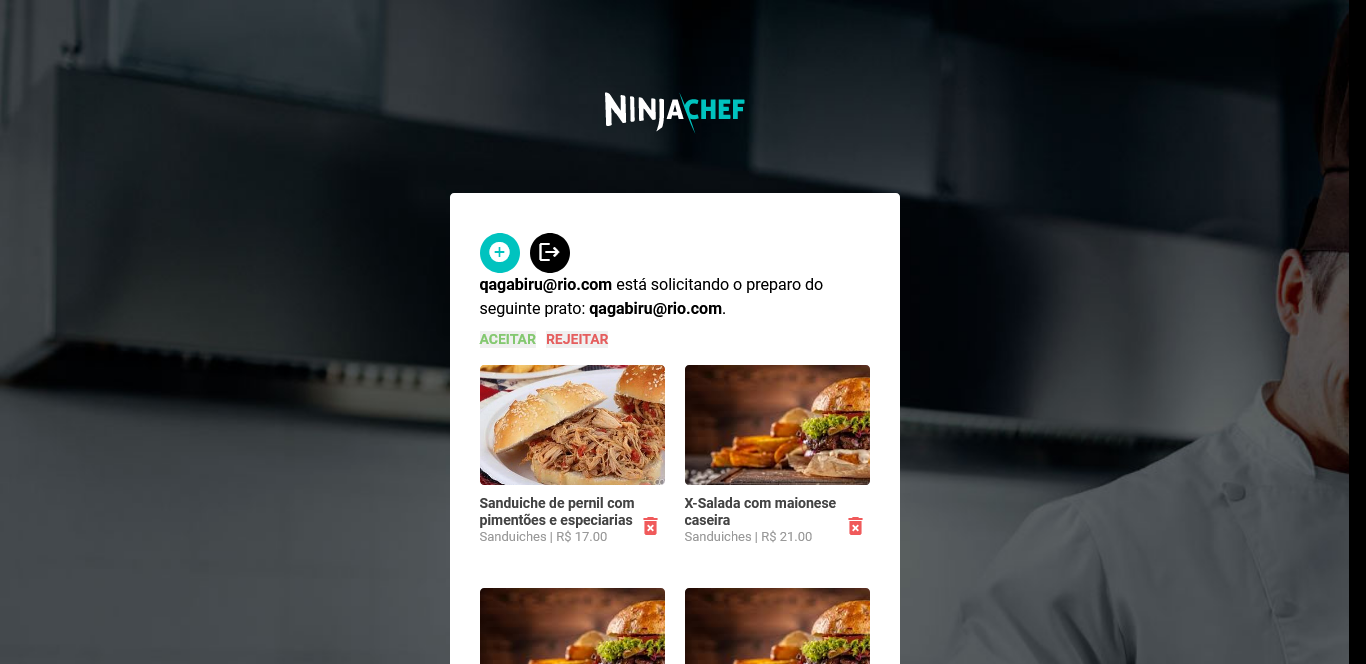 NINJACHEF
qagabiru@rio.com está solicitando o preparo do
seguinte prato: qagabiru@rio.com.
ACEITAR REJEITAR
Sanduiche de pernil com
pimentões e especiarias
Sanduiches | R$ 17.00
X-Salada com maionese
caseira
Sanduiches | R$ 21.00